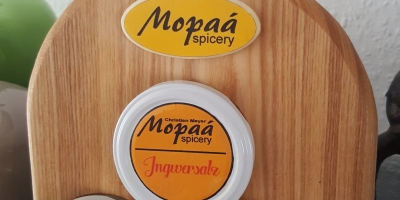 Mopaá
spicery
Christian Meyer
Mopaá
spicery
Ingwersalz